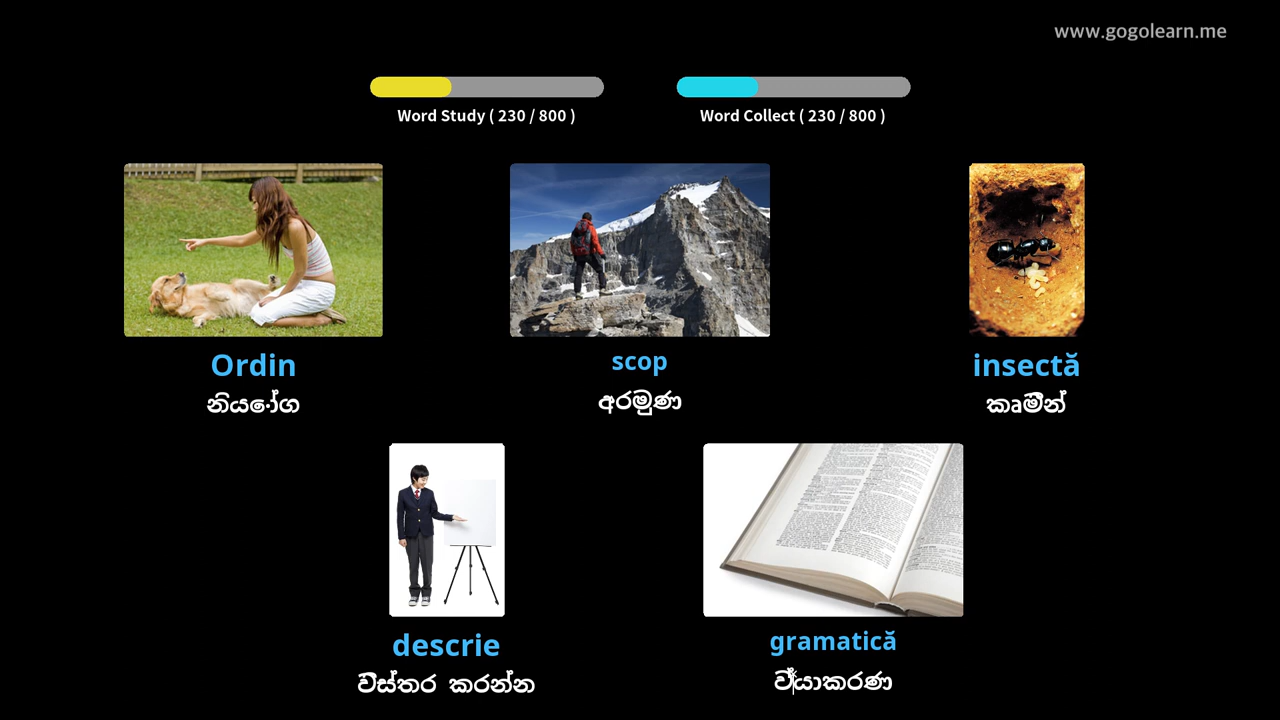 www.gogolearn.me
Word Study ( 230 / 800 )
Word Collect ( 230 / 800 )
Ordin
නියෝග
scop
අරමුණ
insectă
කෘමීන්
descrie
විස්තර කරන්න
gramatică
ව්යාකරණ